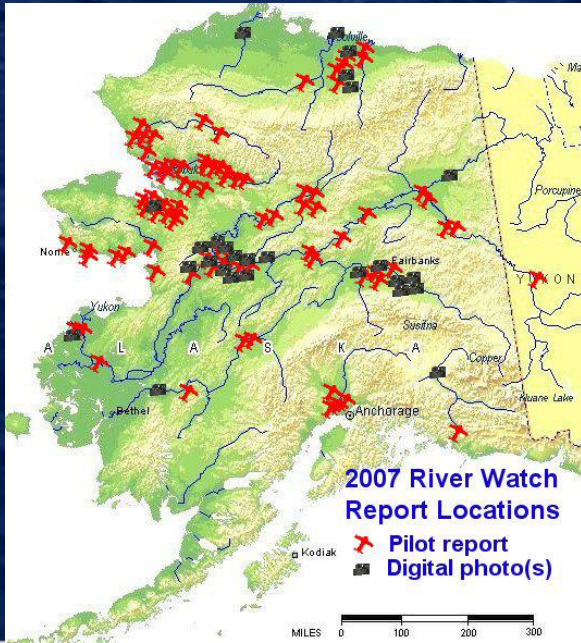 Colville
Porcupine
Nome
Fairbanks
YUKON
Yukon
Susitna
A L A S K A
Copper
Kluane Lake
Bethel
Anchorage
2007 River Watch
Report Locations
Pilot report
Digital photo(s)
Kodiak
MILES 0 100 200 300